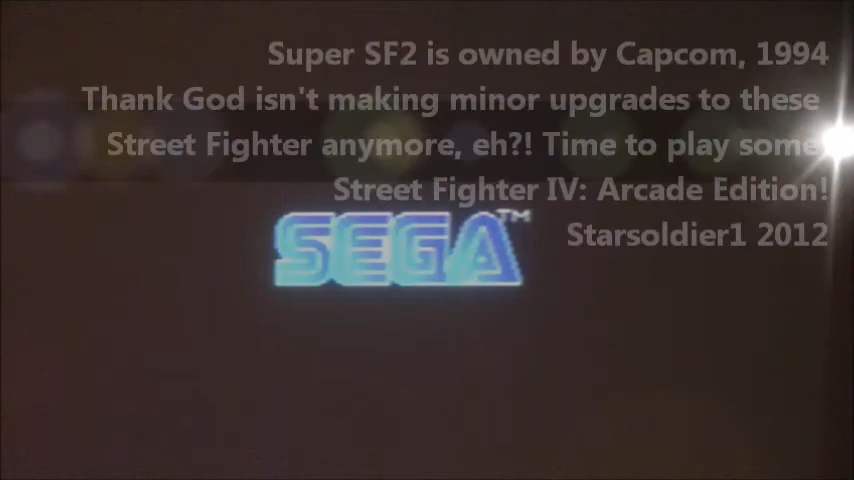 Super SF2 is owned by Capcom, 1994
Thank God isn't making minor upgrades to these
Street Fighter anymore, eh?! Time to play some
Street Fighter IV: Arcade Edition!
Starsoldier1 2012
SEGA™